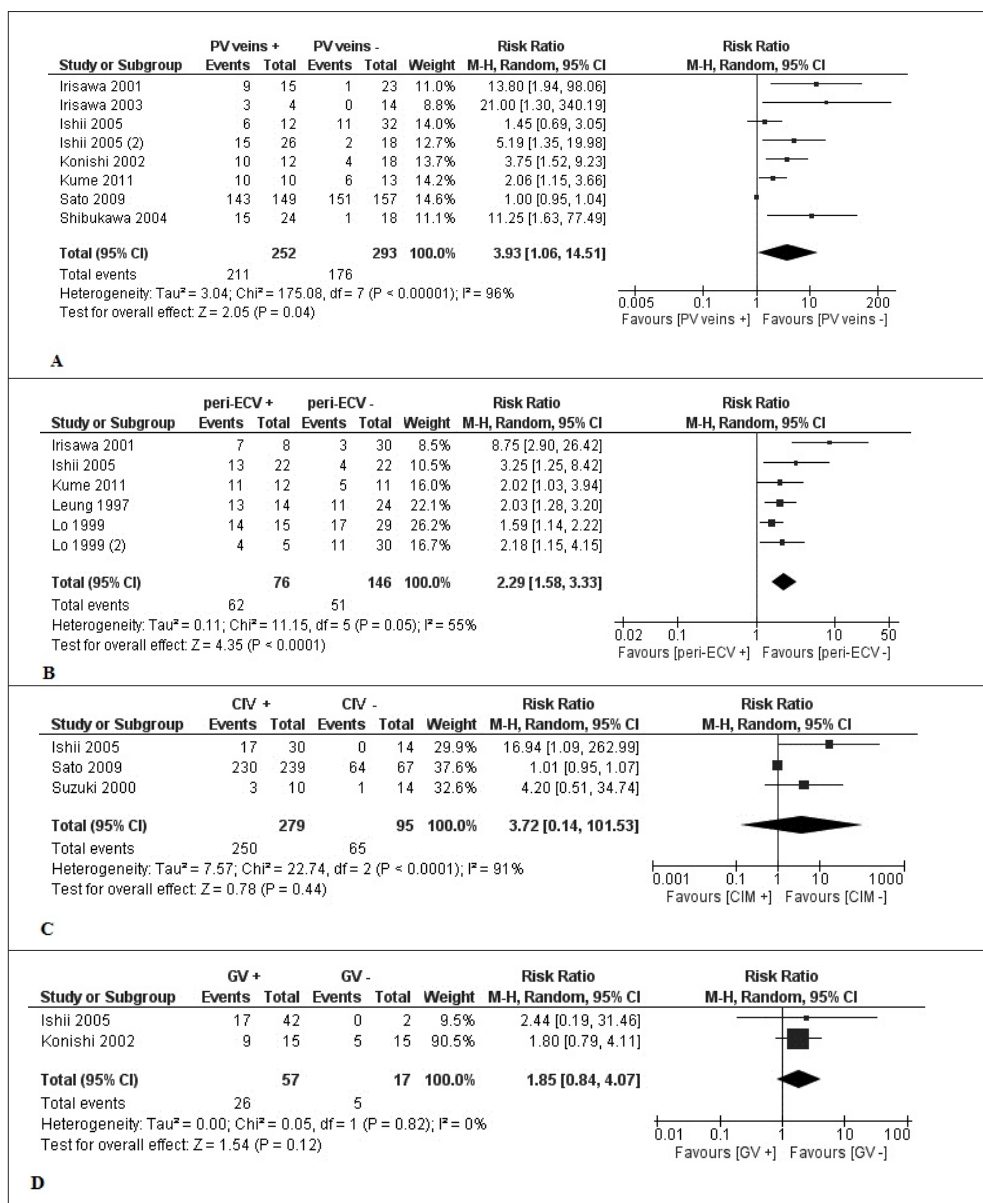 PV veins + PV veins - Risk Ratio Risk Ratio
Study or Subgroup Events Total Events Total Weight M-H, Random, 95% CI M-H, Random, 95% CI
Irisawa 2001 9 15 1 23 11.0% 13.80 [1.94, 98.06]
Irisawa 2003 3 4 0 14 8.8% 21.00 [1.30, 340.19]
Ishii 2005 6 12 11 32 14.0% 1.45 [0.69, 3.05]
Ishii 2005 (2) 15 26 2 18 12.7% 5.19 [1.35, 19.98]
Konishi 2002 10 12 4 18 13.7% 3.75 [1.52, 9.23]
Kume 2011 10 10 6 13 14.2% 2.06 [1.15, 3.66]
Sato 2009 143 149 151 157 14.6% 1.00 [0.95, 1.04]
Shibukawa 2004 15 24 1 18 11.1% 11.25 [1.63, 77.49]
Total (95% CI) 252 293 100.0% 3.93 [1.06, 14.51]
Total events 211 176
Heterogeneity: Tau² = 3.04; Chi² = 175.08, df = 7 (P < 0.00001); I² = 96%
Test for overall effect: Z = 2.05 (P = 0.04)
0.005 0.1 1 10 200
Favours [PV veins +] Favours [PV veins -]
A
peri-ECV + peri-ECV - Risk Ratio Risk Ratio
Study or Subgroup Events Total Events Total Weight M-H, Random, 95% CI M-H, Random, 95% CI
Irisawa 2001 7 8 3 30 8.5% 8.75 [2.90, 26.42]
Ishii 2005 13 22 4 22 10.5% 3.25 [1.25, 8.42]
Kume 2011 11 12 5 11 16.0% 2.02 [1.03, 3.94]
Leung 1997 13 14 11 24 22.1% 2.03 [1.28, 3.20]
Lo 1999 14 15 17 29 26.2% 1.59 [1.14, 2.22]
Lo 1999 (2) 4 5 11 30 16.7% 2.18 [1.15, 4.15]
Total (95% CI) 76 146 100.0% 2.29 [1.58, 3.33]
Total events 62 51
Heterogeneity: Tau² = 0.11; Chi² = 11.15, df = 5 (P = 0.05); I² = 55%
Test for overall effect: Z = 4.35 (P < 0.0001)
0.02 0.1 1 10 50
Favours [peri-ECV +] Favours [peri-ECV -]
B
CIV + CIV - Risk Ratio Risk Ratio
Study or Subgroup Events Total Events Total Weight M-H, Random, 95% CI M-H, Random, 95% CI
Ishii 2005 17 30 0 14 29.9% 16.94 [1.09, 262.99]
Sato 2009 230 239 64 67 37.6% 1.01 [0.95, 1.07]
Suzuki 2000 3 10 1 14 32.6% 4.20 [0.51, 34.74]
Total (95% CI) 279 95 100.0% 3.72 [0.14, 101.53]
Total events 250 65
Heterogeneity: Tau² = 7.57; Chi² = 22.74, df = 2 (P < 0.0001); I² = 91%
Test for overall effect: Z = 0.78 (P = 0.44)
0.001 0.1 1 10 1000
Favours [CIM +] Favours [CIM -]
C
GV + GV - Risk Ratio Risk Ratio
Study or Subgroup Events Total Events Total Weight M-H, Random, 95% CI M-H, Random, 95% CI
Ishii 2005 17 42 0 2 9.5% 2.44 [0.19, 31.46]
Konishi 2002 9 15 5 15 90.5% 1.80 [0.79, 4.11]
Total (95% CI) 57 17 100.0% 1.85 [0.84, 4.07]
Total events 26 5
Heterogeneity: Tau² = 0.00; Chi² = 0.05, df = 1 (P = 0.82); I² = 0%
Test for overall effect: Z = 1.54 (P = 0.12)
0.01 0.1 1 10 100
Favours [GV +] Favours [GV -]
D